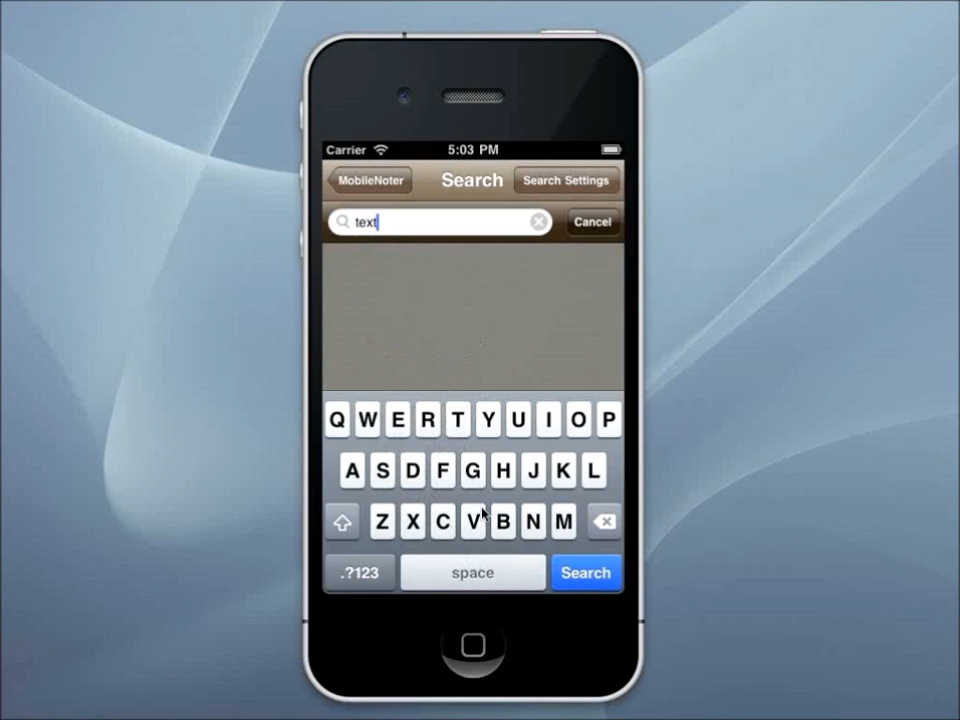 Carrier 5:03 PM
MobileNoter Search Search Settings
text Cancel
Q W E R T Y U I O P
A S D F G H J K L
Z X C V B N M
.?123 space Search